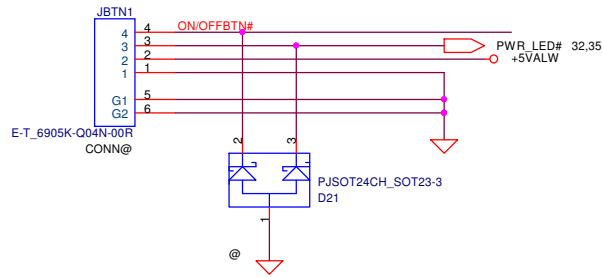 JBTN1
ON/OFFBTN#
4 4
3 3 PWR_LED# 32,35
2 2 +5VALW
1 1
G1 5
G2 6
E-T_6905K-Q04N-00R
CONN@
2 3
PJSOT24CH_SOT23-3
D21
1
@